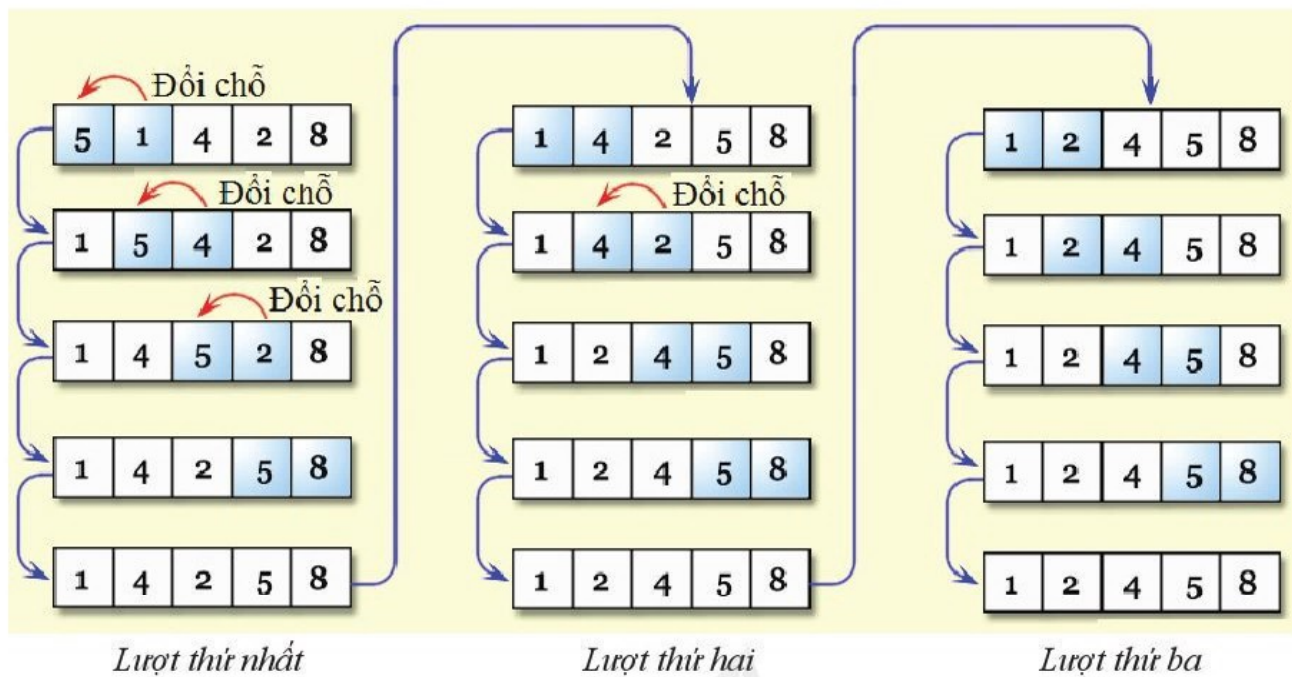 Đổi chỗ
5 1 4 2 8
Đổi chỗ
1 5 4 2 8
Đổi chỗ
1 4 5 2 8
1 4 2 5 8
1 4 2 5 8
Lượt thứ nhất
1 4 2 5 8
Đổi chỗ
1 4 2 5 8
1 2 4 5 8
1 2 4 5 8
1 2 4 5 8
Lượt thứ hai
1 2 4 5 8
1 2 4 5 8
1 2 4 5 8
1 2 4 5 8
1 2 4 5 8
Lượt thứ ba